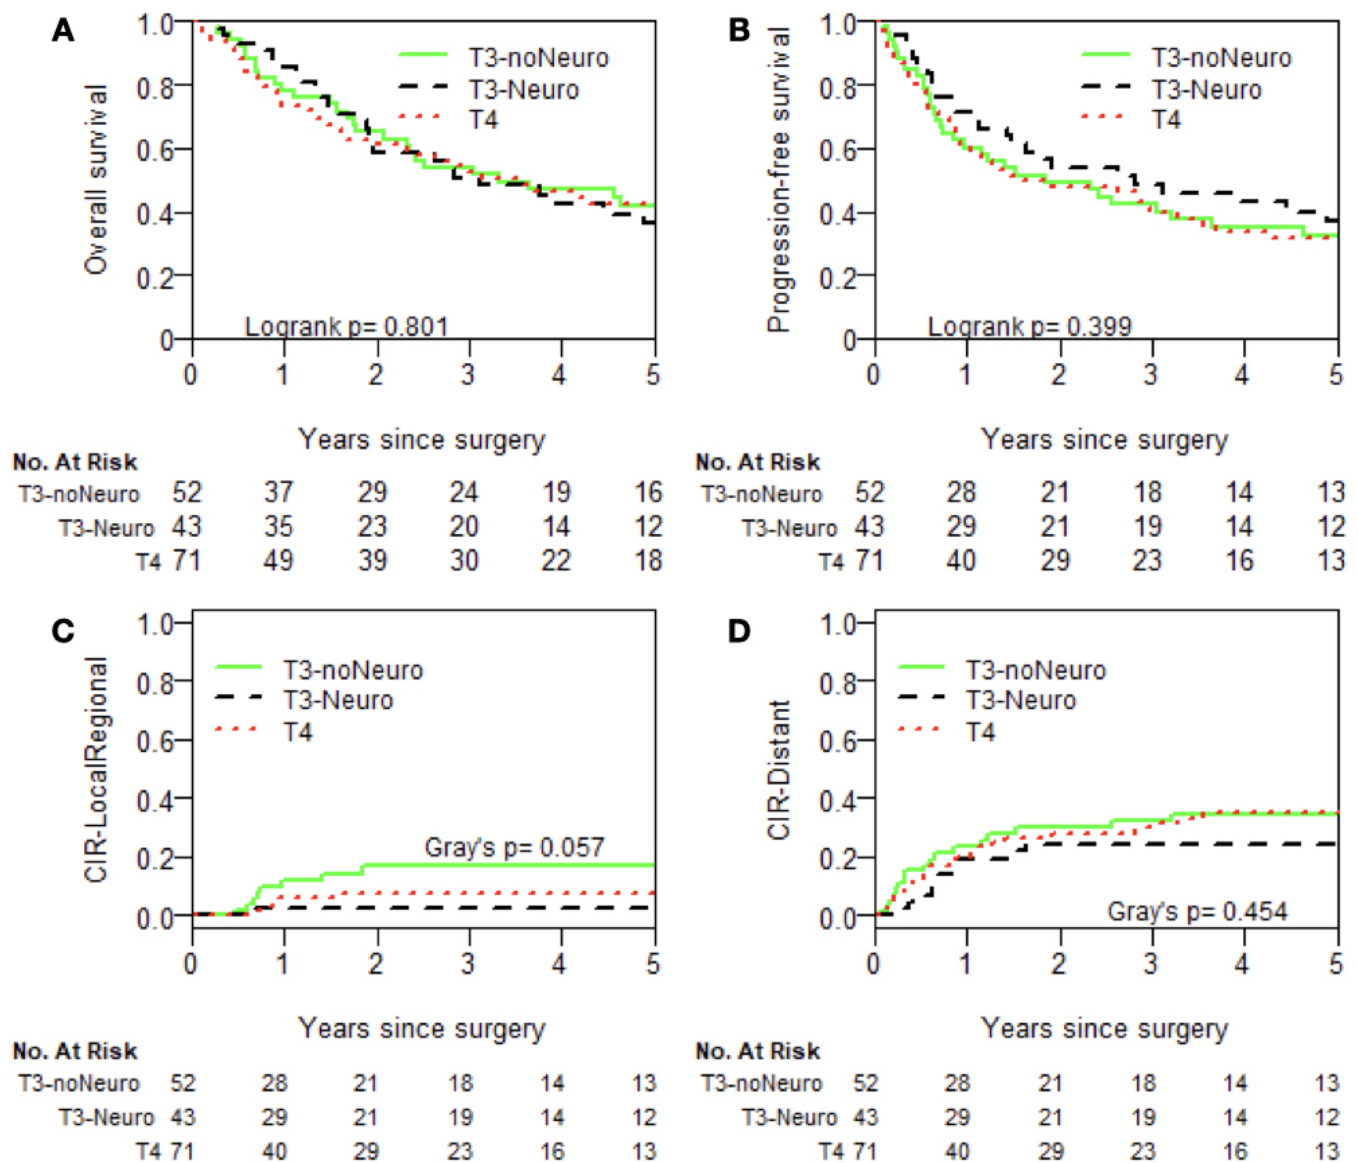 A
Overall survival
1.0
0.8
0.6
0.4
0.2
0
T3-noNeuro
T3-Neuro
T4
Logrank p= 0.801
0 1 2 3 4 5
Years since surgery
No. At Risk
T3-noNeuro 52 37 29 24 19 16
T3-Neuro 43 35 23 20 14 12
T4 71 49 39 30 22 18
B
Progression-free survival
1.0
0.8
0.6
0.4
0.2
0
T3-noNeuro
T3-Neuro
T4
Logrank p= 0.399
0 1 2 3 4 5
Years since surgery
No. At Risk
T3-noNeuro 52 28 21 18 14 13
T3-Neuro 43 29 21 19 14 12
T4 71 40 29 23 16 13
C
CIR-LocalRegional
1.0
0.8
0.6
0.4
0.2
0.0
T3-noNeuro
T3-Neuro
T4
Gray's p= 0.057
0 1 2 3 4 5
Years since surgery
No. At Risk
T3-noNeuro 52 28 21 18 14 13
T3-Neuro 43 29 21 19 14 12
T4 71 40 29 23 16 13
D
CIR-Distant
1.0
0.8
0.6
0.4
0.2
0.0
T3-noNeuro
T3-Neuro
T4
Gray's p= 0.454
0 1 2 3 4 5
Years since surgery
No. At Risk
T3-noNeuro 52 28 21 18 14 13
T3-Neuro 43 29 21 19 14 12
T4 71 40 29 23 16 13